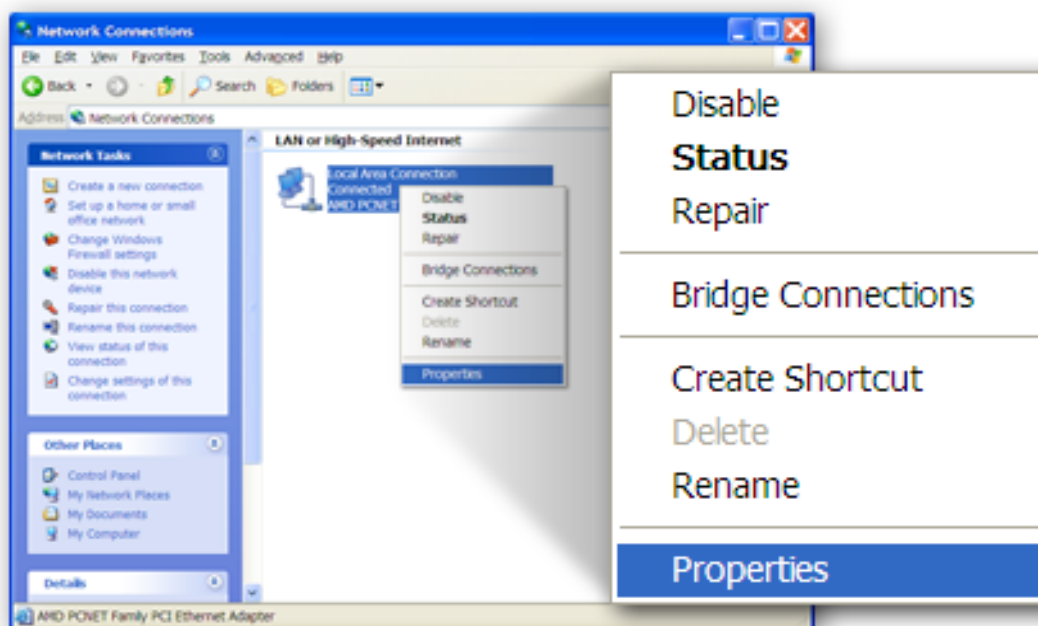 Network Connections
File Edit View Favorites Tools Advanced Help
Back Search Folders
Address Network Connections
Network Tasks
Create a new connection
Set up a home or small
office network
Change Windows
Firewall settings
Disable this network
device
Repair this connection
Rename this connection
View status of this
connection
Change settings of this
connection
Other Places
Control Panel
My Network Places
My Documents
My Computer
Details
LAN or High-Speed Internet
Local Area Connection
Connected
AMD PCNET
Disable
Status
Repair
Bridge Connections
Create Shortcut
Delete
Rename
Properties
AMD PCNET Family PCI Ethernet Adapter
Disable
Status
Repair
Bridge Connections
Create Shortcut
Delete
Rename
Properties